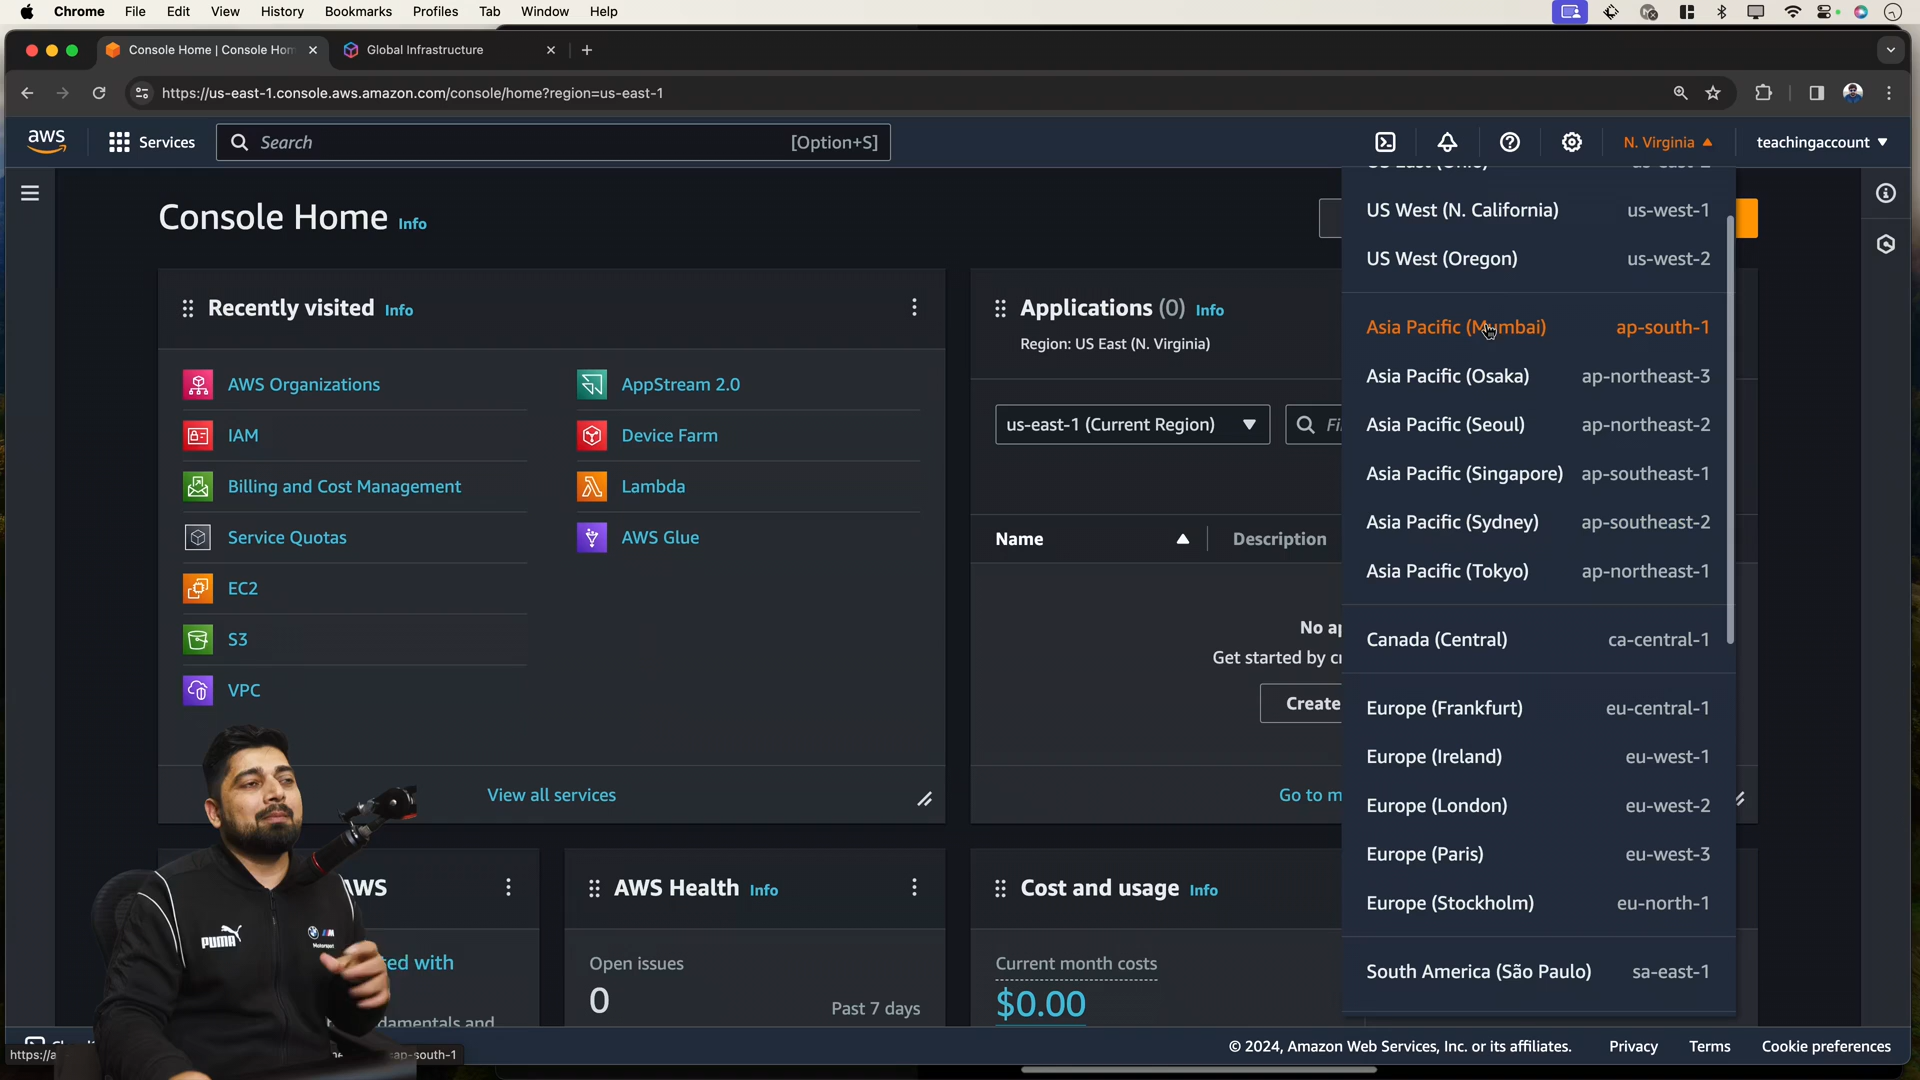 Chrome File Edit View History Bookmarks Profiles Tab Window Help
Console Home | Console Hom
Global Infrastructure
https://us-east-1.console.aws.amazon.com/console/home?region=us-east-1
aws Services Search [Option+S] N. Virginia teachingaccount
Console Home Info
Recently visited Info
AWS Organizations
IAM
Billing and Cost Management
Service Quotas
EC2
S3
VPC
AppStream 2.0
Device Farm
Lambda
AWS Glue
View all services
Applications (0) Info
Region: US East (N. Virginia)
us-east-1 (Current Region)
Name Description
No
Get started by
Create
Go to
US West (N. California) us-west-1
US West (Oregon) us-west-2
Asia Pacific (Mumbai) ap-south-1
Asia Pacific (Osaka) ap-northeast-3
Asia Pacific (Seoul) ap-northeast-2
Asia Pacific (Singapore) ap-southeast-1
Asia Pacific (Sydney) ap-southeast-2
Asia Pacific (Tokyo) ap-northeast-1
Canada (Central) ca-central-1
Europe (Frankfurt) eu-central-1
Europe (Ireland) eu-west-1
Europe (London) eu-west-2
Europe (Paris) eu-west-3
Europe (Stockholm) eu-north-1
South America (São Paulo) sa-east-1
AWS
ed with
damentals and
AWS Health Info
Open issues
0 Past 7 days
Cost and usage Info
Current month costs
$0.00
PUMA
Motorsport
https://a
ap-south-1
© 2024, Amazon Web Services, Inc. or its affiliates. Privacy Terms Cookie preferences